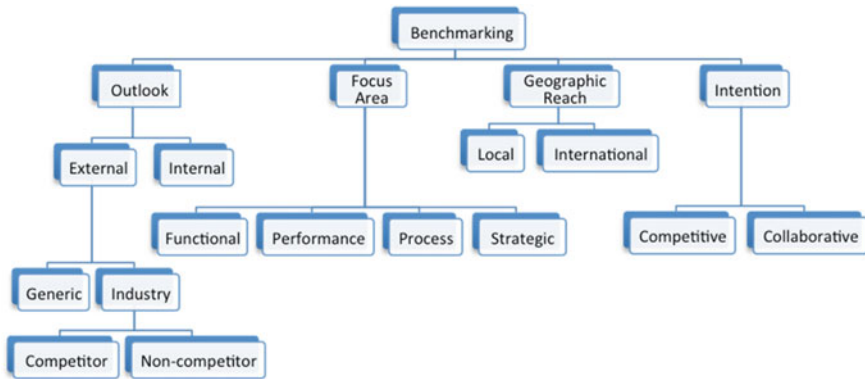 Benchmarking
Outlook
Focus
Area
Geographic
Reach
Intention
External
Internal
Local
International
Functional
Performance
Process
Strategic
Competitive
Collaborative
Generic
Industry
Competitor
Non-competitor